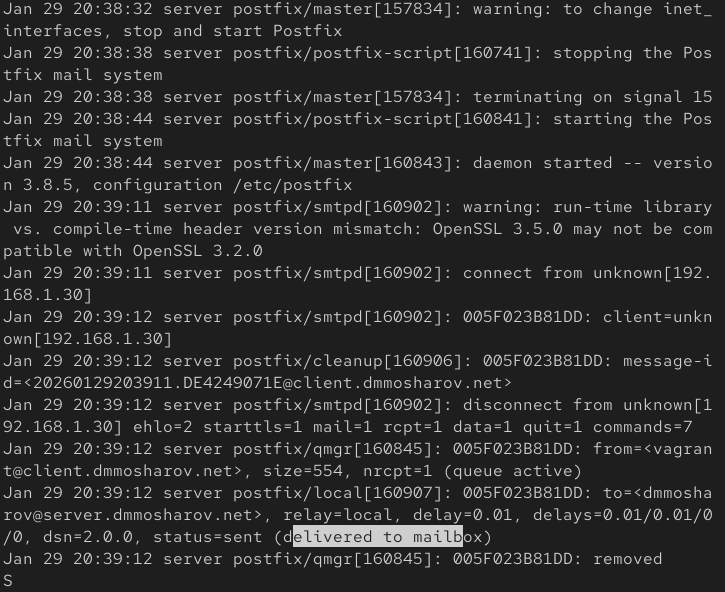 Jan 29 20:38:32 server postfix/master[157834]: warning: to change inet_
interfaces, stop and start Postfix
Jan 29 20:38:38 server postfix/postfix-script[160741]: stopping the Pos
tfix mail system
Jan 29 20:38:38 server postfix/master[157834]: terminating on signal 15
Jan 29 20:38:44 server postfix/postfix-script[160841]: starting the Pos
tfix mail system
Jan 29 20:38:44 server postfix/master[160843]: daemon started -- versio
n 3.8.5, configuration /etc/postfix
Jan 29 20:39:11 server postfix/smtpd[160902]: warning: run-time library
 vs. compile-time header version mismatch: OpenSSL 3.5.0 may not be com
patible with OpenSSL 3.2.0
Jan 29 20:39:11 server postfix/smtpd[160902]: connect from unknown[192.
168.1.30]
Jan 29 20:39:12 server postfix/smtpd[160902]: 005F023B81DD: client=unkn
own[192.168.1.30]
Jan 29 20:39:12 server postfix/cleanup[160906]: 005F023B81DD: message-i
d=<20260129203911.DE4249071E@client.dmmosharov.net>
Jan 29 20:39:12 server postfix/smtpd[160902]: disconnect from unknown[1
92.168.1.30] ehlo=2 starttls=1 mail=1 rcpt=1 data=1 quit=1 commands=7
Jan 29 20:39:12 server postfix/qmgr[160845]: 005F023B81DD: from=<vagran
t@client.dmmosharov.net>, size=554, nrcpt=1 (queue active)
Jan 29 20:39:12 server postfix/local[160907]: 005F023B81DD: to=<dmmosha
rov@server.dmmosharov.net>, relay=local, delay=0.01, delays=0.01/0.01/0
/0, dsn=2.0.0, status=sent (delivered to mailbox)
Jan 29 20:39:12 server postfix/qmgr[160845]: 005F023B81DD: removed
S